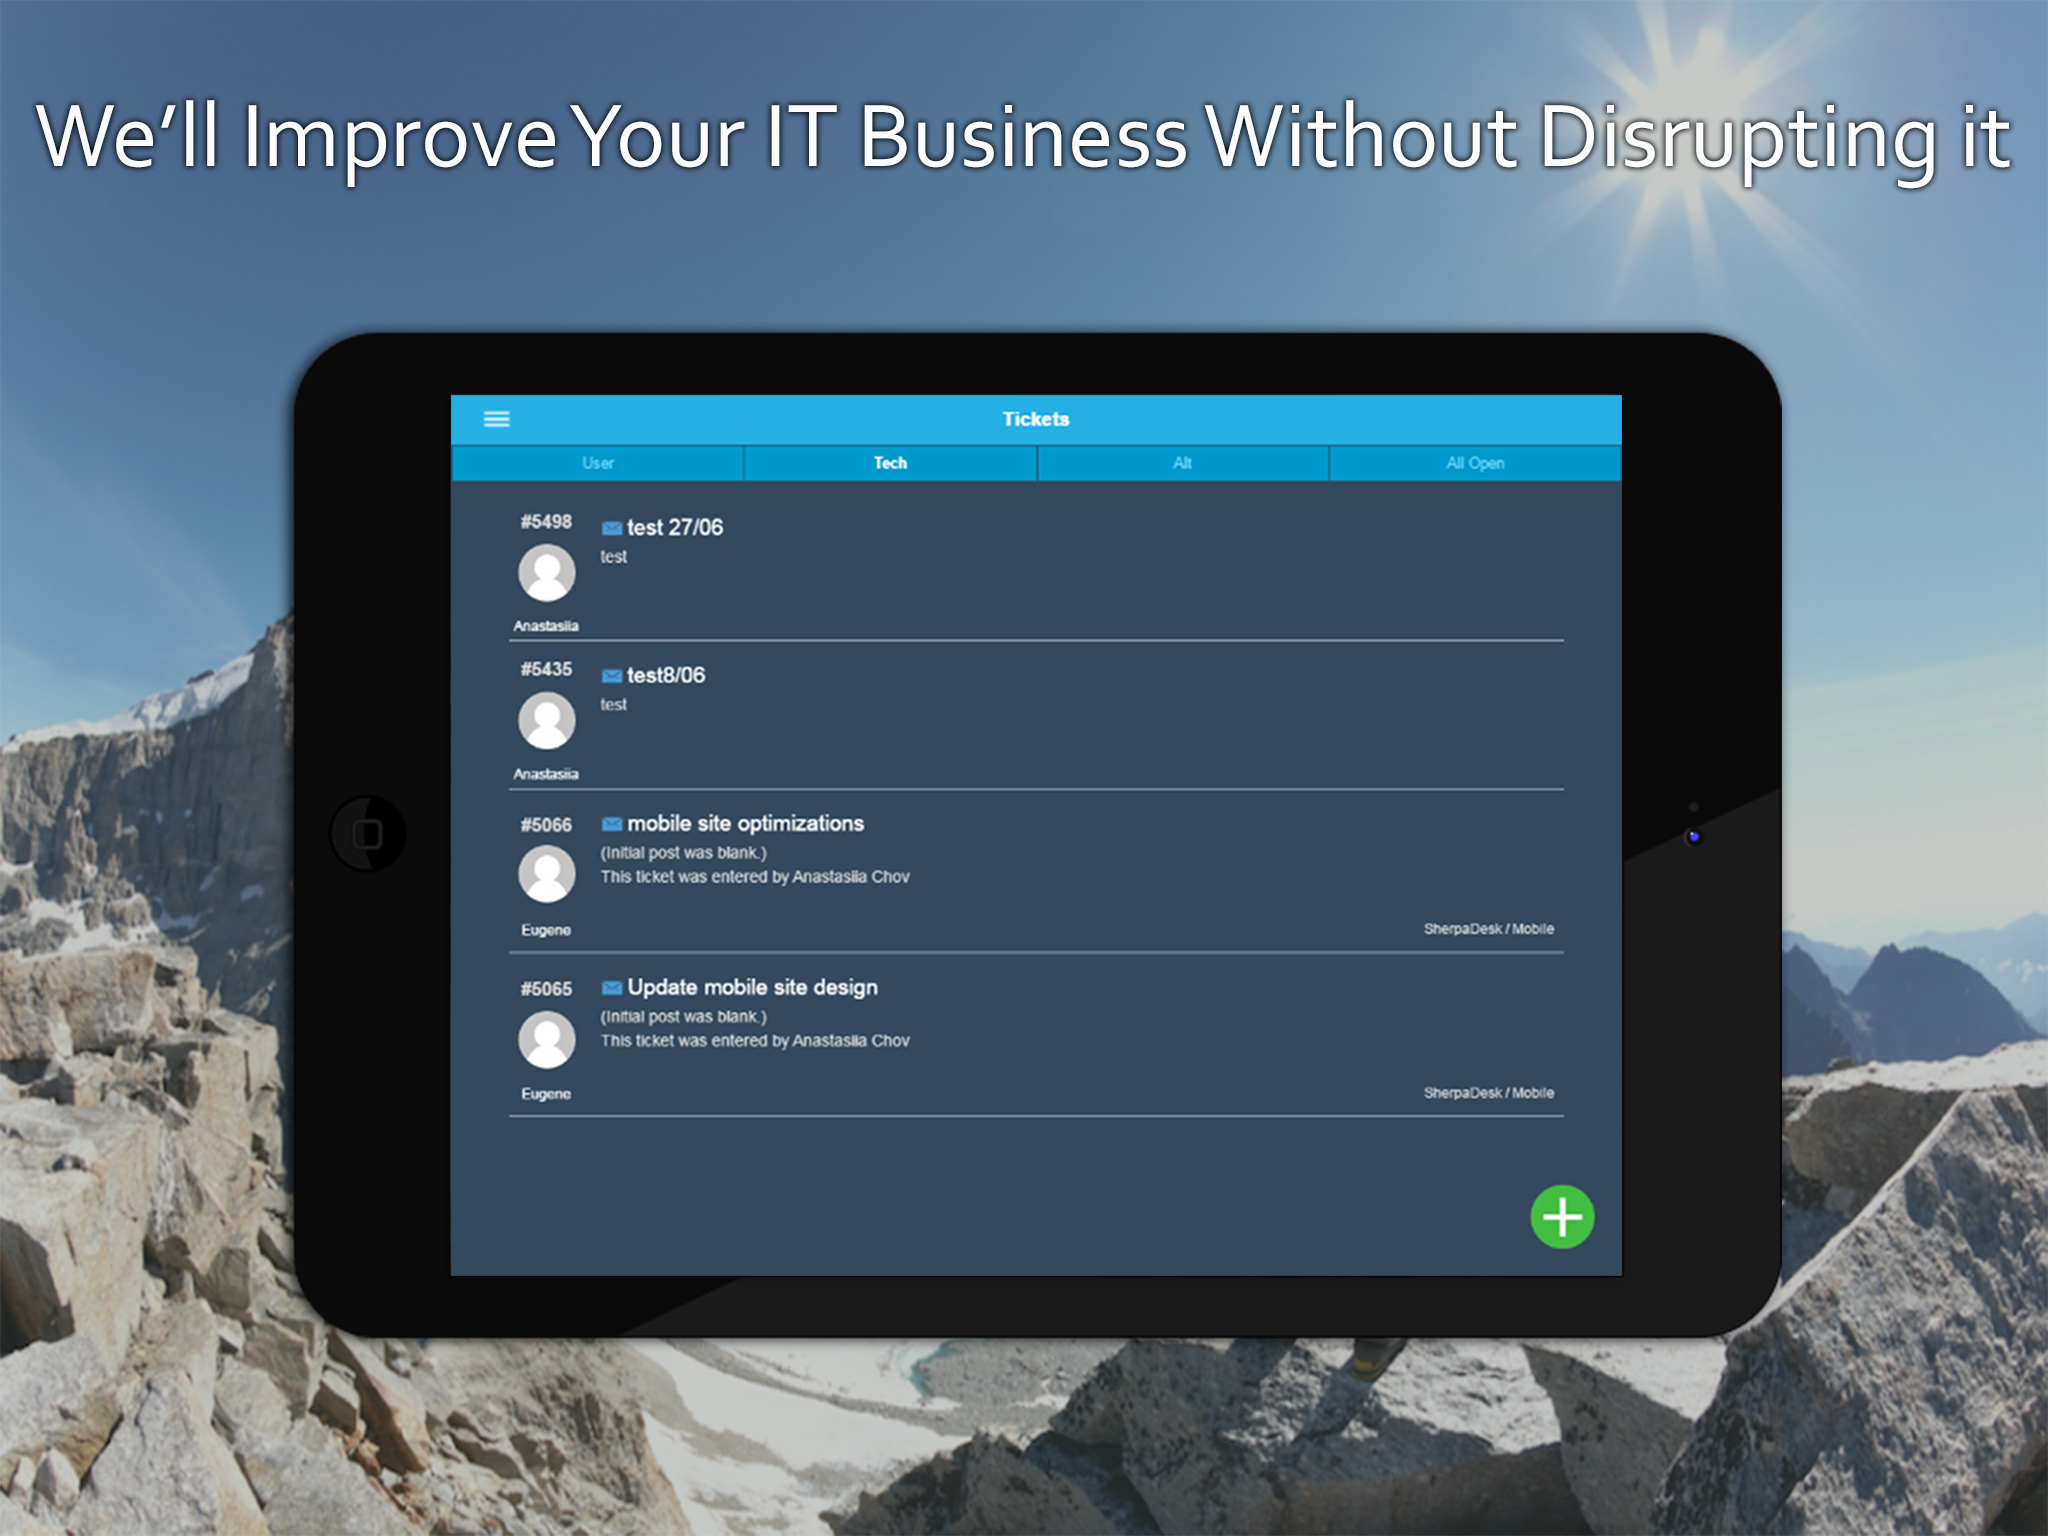 We'll Improve Your IT Business Without Disrupting it
Tickets
User
Tech
Alt
All Open
#5498
test 27/06
test
Anastasiia
#5435
test8/06
test
Anastasiia
#5066
mobile site optimizations
(Initial post was blank.)
This ticket was entered by Anastasiia Chov
Eugene
SherpaDesk / Mobile
#5065
Update mobile site design
(Initial post was blank.)
This ticket was entered by Anastasiia Chov
Eugene
SherpaDesk / Mobile